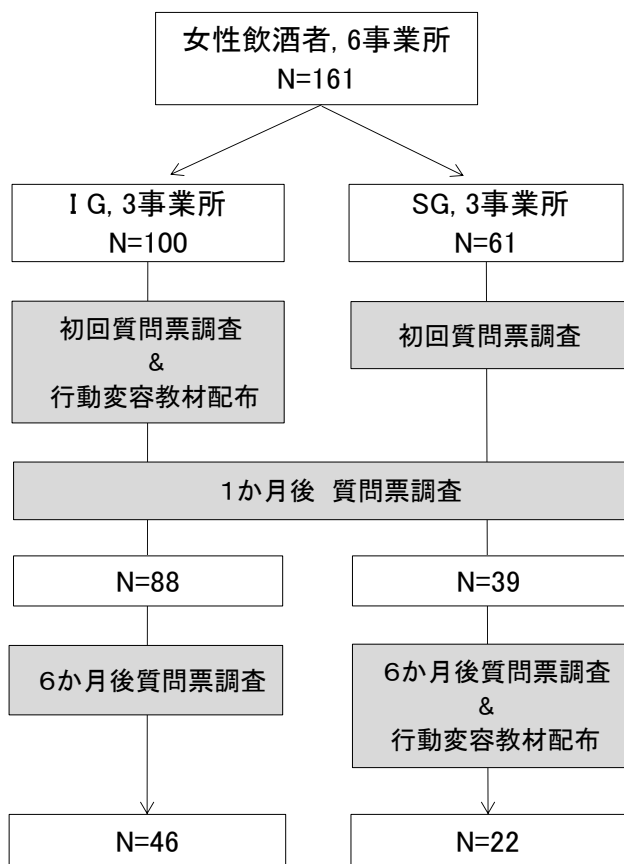 女性飲酒者, 6事業所
N=161
I G, 3事業所
N=100
SG, 3事業所
N=61
初回質問票調査
&
行動変容教材配布
初回質問票調査
1か月後 質問票調査
N=88
N=39
6か月後質問票調査
6か月後質問票調査
&
行動変容教材配布
N=46
N=22